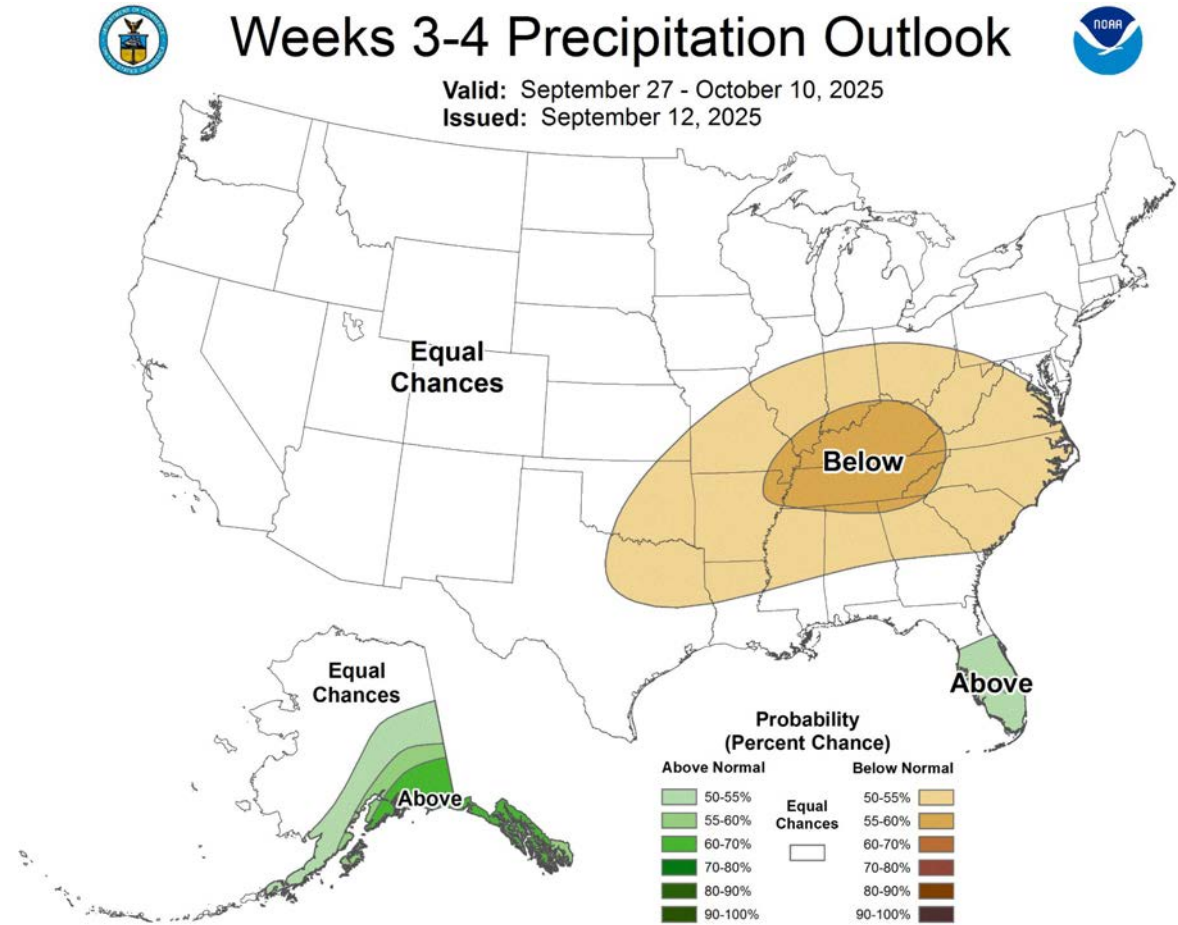 Weeks 3-4 Precipitation Outlook
NOAA
Valid: September 27 - October 10, 2025
Issued: September 12, 2025
Equal
Chances
Below
Above
Equal
Chances
Above
Probability
(Percent Chance)
Above Normal
50-55%
55-60%
60-70%
70-80%
80-90%
90-100%
Equal
Chances
Below Normal
50-55%
55-60%
60-70%
70-80%
80-90%
90-100%